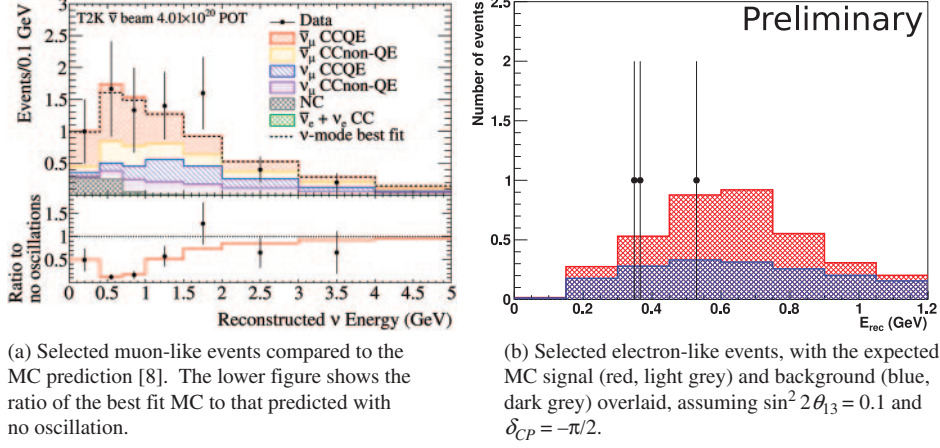 T2K ν̄ beam 4.01×10²⁰ POT
Events/0.1 GeV
2.5
2
1.5
1
0.5
Data
ν̄μ CCQE
ν̄μ CCnon-QE
νμ CCQE
νμ CCnon-QE
NC
ν̄e + νe CC
ν-mode best fit
Ratio to
no oscillations
1.5
1
0.5
0 0.5 1 1.5 2 2.5 3 3.5 4 4.5 5
Reconstructed ν Energy (GeV)
Preliminary
Number of events
2.5
2
1.5
1
0.5
0
0 0.2 0.4 0.6 0.8 1 1.2
E_rec (GeV)
(a) Selected muon-like events compared to the
MC prediction [8]. The lower figure shows the
ratio of the best fit MC to that predicted with
no oscillation.
(b) Selected electron-like events, with the expected
MC signal (red, light grey) and background (blue,
dark grey) overlaid, assuming sin² 2θ₁₃ = 0.1 and
δ_CP = –π/2.